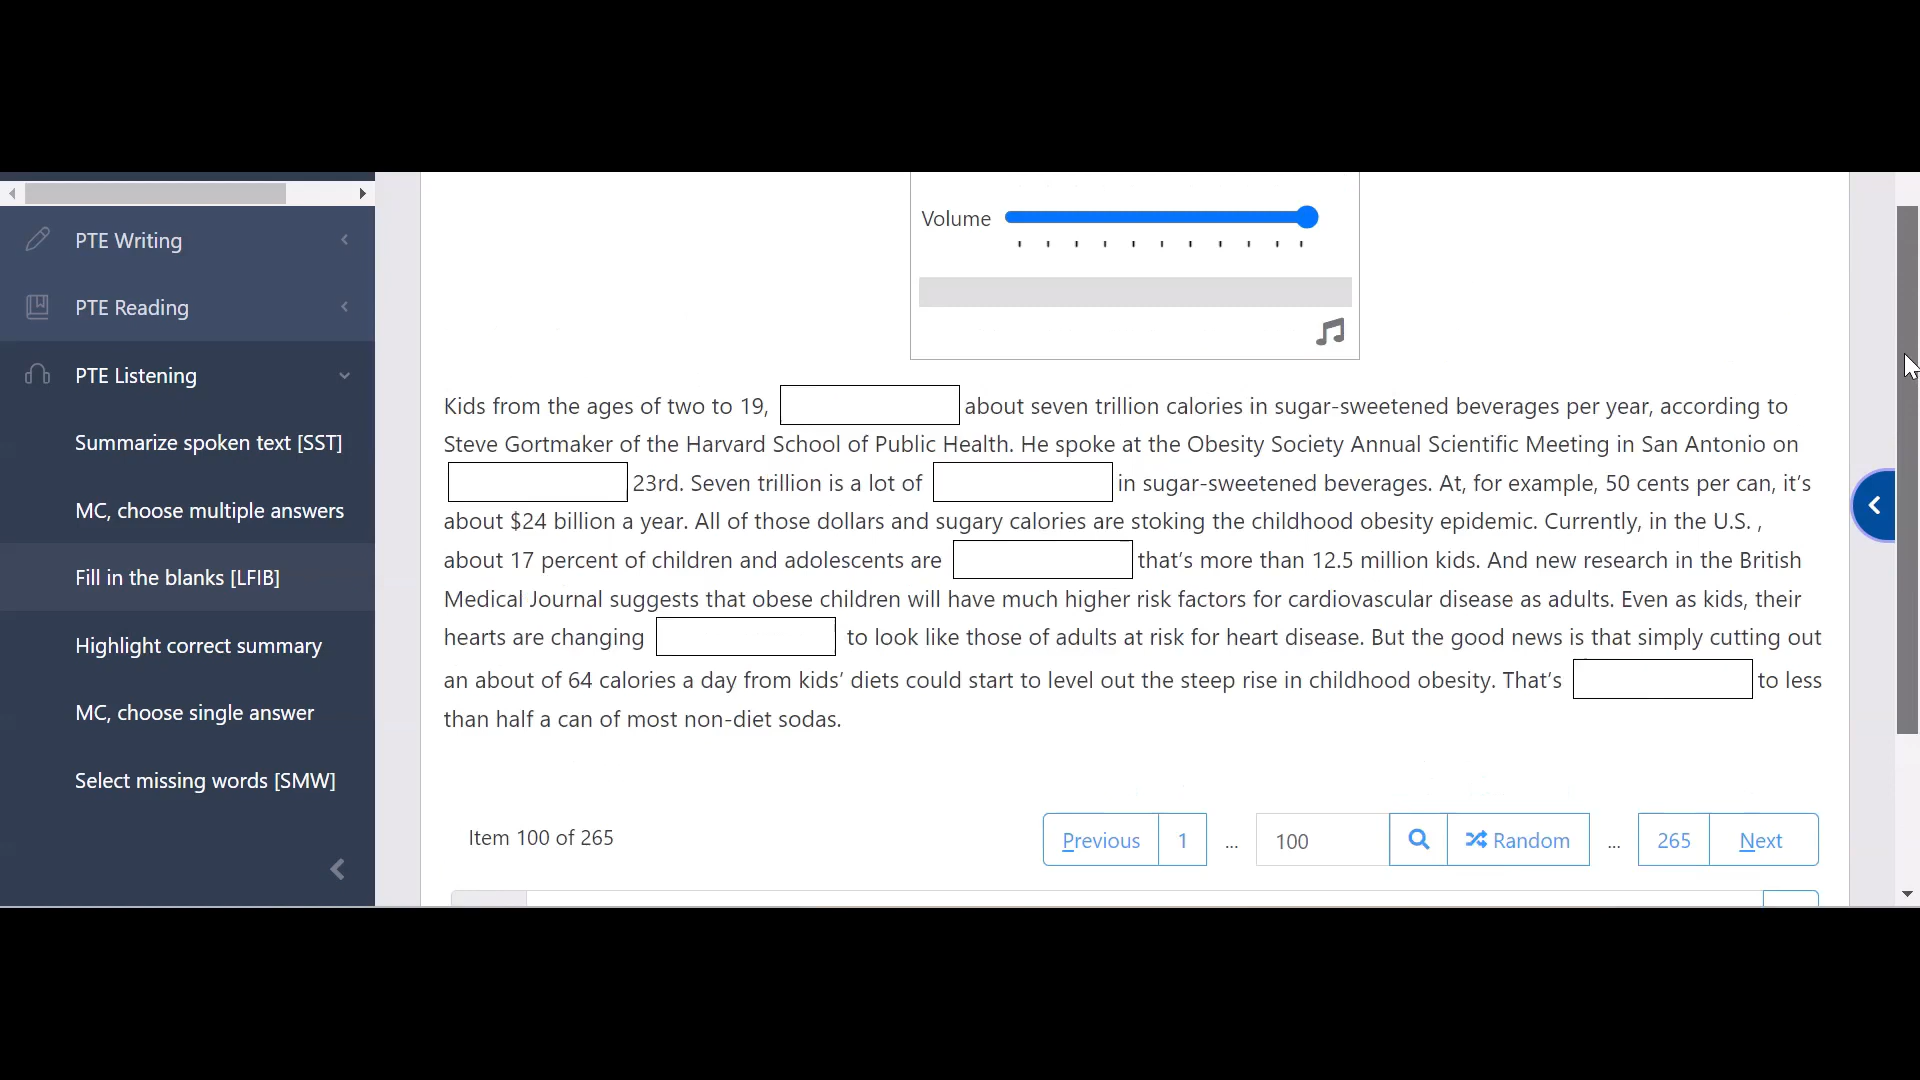 PTE Writing
PTE Reading
PTE Listening
Summarize spoken text [SST]
MC, choose multiple answers
Fill in the blanks [LFIB]
Highlight correct summary
MC, choose single answer
Select missing words [SMW]
Volume
Kids from the ages of two to 19, about seven trillion calories in sugar-sweetened beverages per year, according to
Steve Gortmaker of the Harvard School of Public Health. He spoke at the Obesity Society Annual Scientific Meeting in San Antonio on
23rd. Seven trillion is a lot of in sugar-sweetened beverages. At, for example, 50 cents per can, it’s
about $24 billion a year. All of those dollars and sugary calories are stoking the childhood obesity epidemic. Currently, in the U.S. ,
about 17 percent of children and adolescents are that’s more than 12.5 million kids. And new research in the British
Medical Journal suggests that obese children will have much higher risk factors for cardiovascular disease as adults. Even as kids, their
hearts are changing to look like those of adults at risk for heart disease. But the good news is that simply cutting out
an about of 64 calories a day from kids’ diets could start to level out the steep rise in childhood obesity. That’s to less
than half a can of most non-diet sodas.
Item 100 of 265
Previous 1 ... 100 Random ... 265 Next